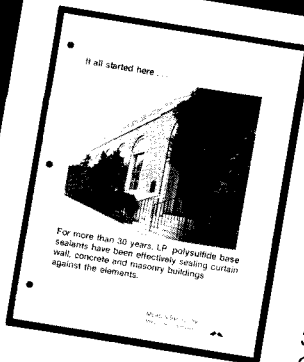 It all started here . . .
For more than 30 years, LP polysulfide base
sealants have been effectively sealing curtain
wall, concrete and masonry buildings
against the elements.